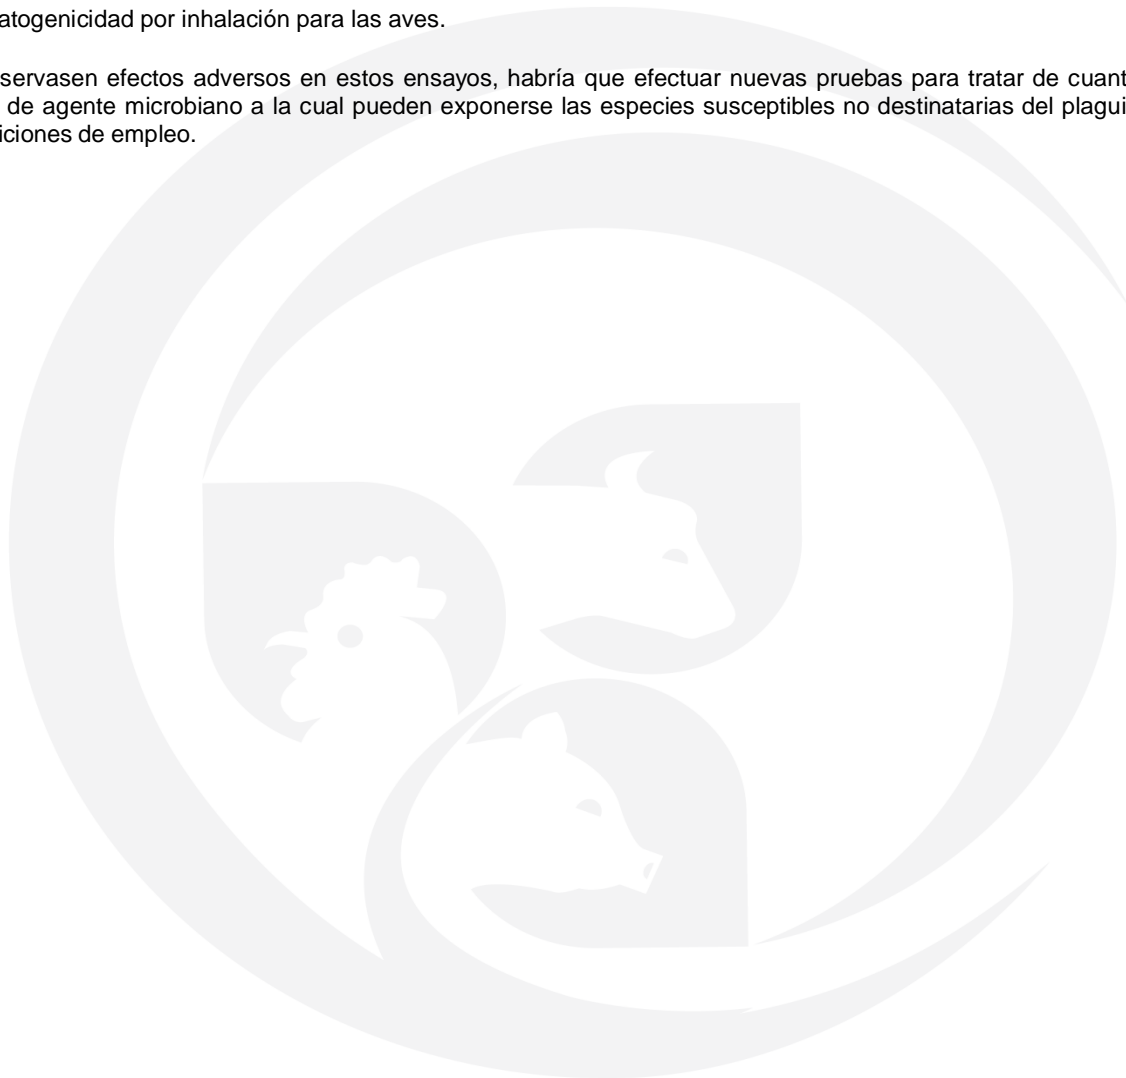 atogenicidad por inhalación para las aves.
servasen efectos adversos en estos ensayos, habría que efectuar nuevas pruebas para tratar de cuant
de agente microbiano a la cual pueden exponerse las especies susceptibles no destinatarias del plagui
iciones de empleo.